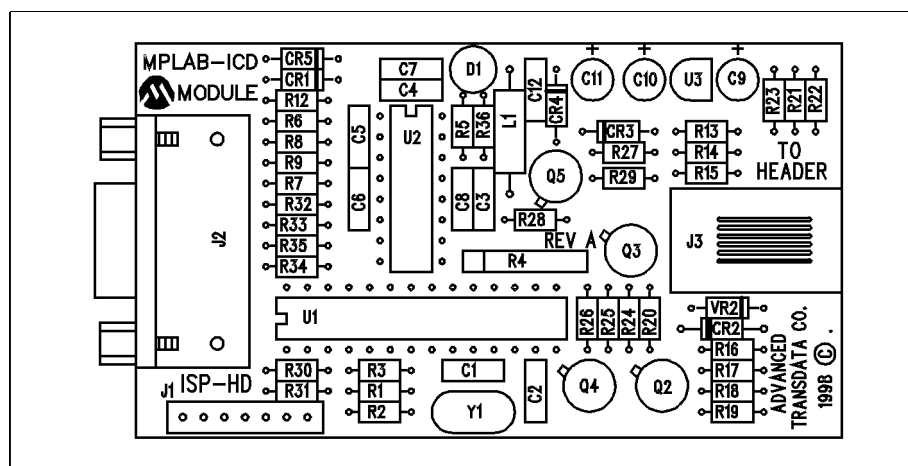 MPLAB-ICD
MODULE
CR5
CR1
R12
R6
R8
R9
R7
R32
R33
R35
R34
J2
C7
C4
C5
C6
U2
D1
R5
R36
L1
C12
CR4
C8
C3
Q5
R28
+
C11
+
C10
U3
+
C9
R23
R21
R22
CR3
R27
R29
R13
R14
R15
TO
HEADER
REV A
R4
Q3
J3
U1
R26
R25
R24
R20
VR2
CR2
R16
R17
R18
R19
ADVANCED
TRANSDATA CO.
1998 ©.
J1
ISP-HD
R30
R31
R3
R1
R2
C1
Y1
C2
Q4
Q2